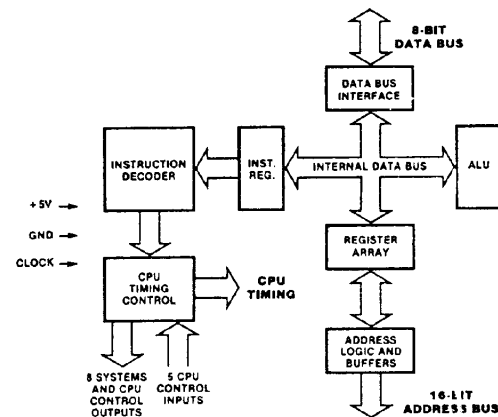 8-BIT
DATA BUS
DATA BUS
INTERFACE
INSTRUCTION
DECODER
INST.
REG.
INTERNAL DATA BUS
ALU
+5V
GND
CLOCK
REGISTER
ARRAY
CPU
TIMING
CONTROL
CPU
TIMING
ADDRESS
LOGIC AND
BUFFERS
8 SYSTEMS
AND CPU
CONTROL
OUTPUTS
5 CPU
CONTROL
INPUTS
16-LIT
ADDRESS BUS